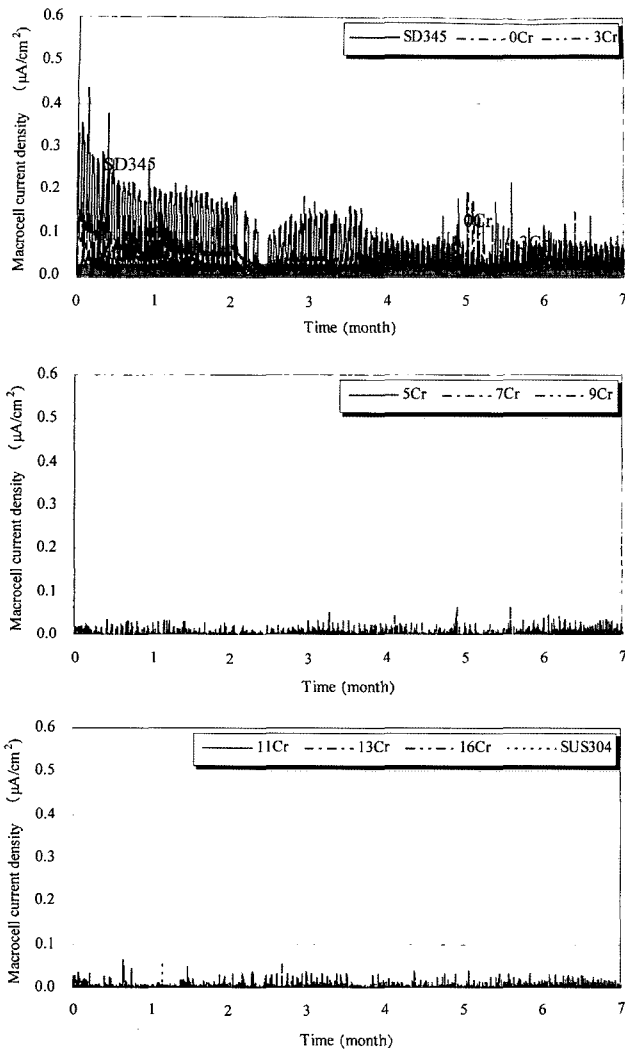 0.6
SD345 0Cr 3Cr
0.5
0.4
0.3
0.2
0.1
0.0
SD345
0Cr
3Cr
Macrocell current density (μA/cm²)
0 1 2 3 4 5 6 7
Time (month)
0.6
5Cr 7Cr 9Cr
0.5
0.4
0.3
0.2
0.1
0.0
Macrocell current density (μA/cm²)
0 1 2 3 4 5 6 7
Time (month)
0.6
11Cr 13Cr 16Cr SUS304
0.5
0.4
0.3
0.2
0.1
0.0
Macrocell current density (μA/cm²)
0 1 2 3 4 5 6 7
Time (month)